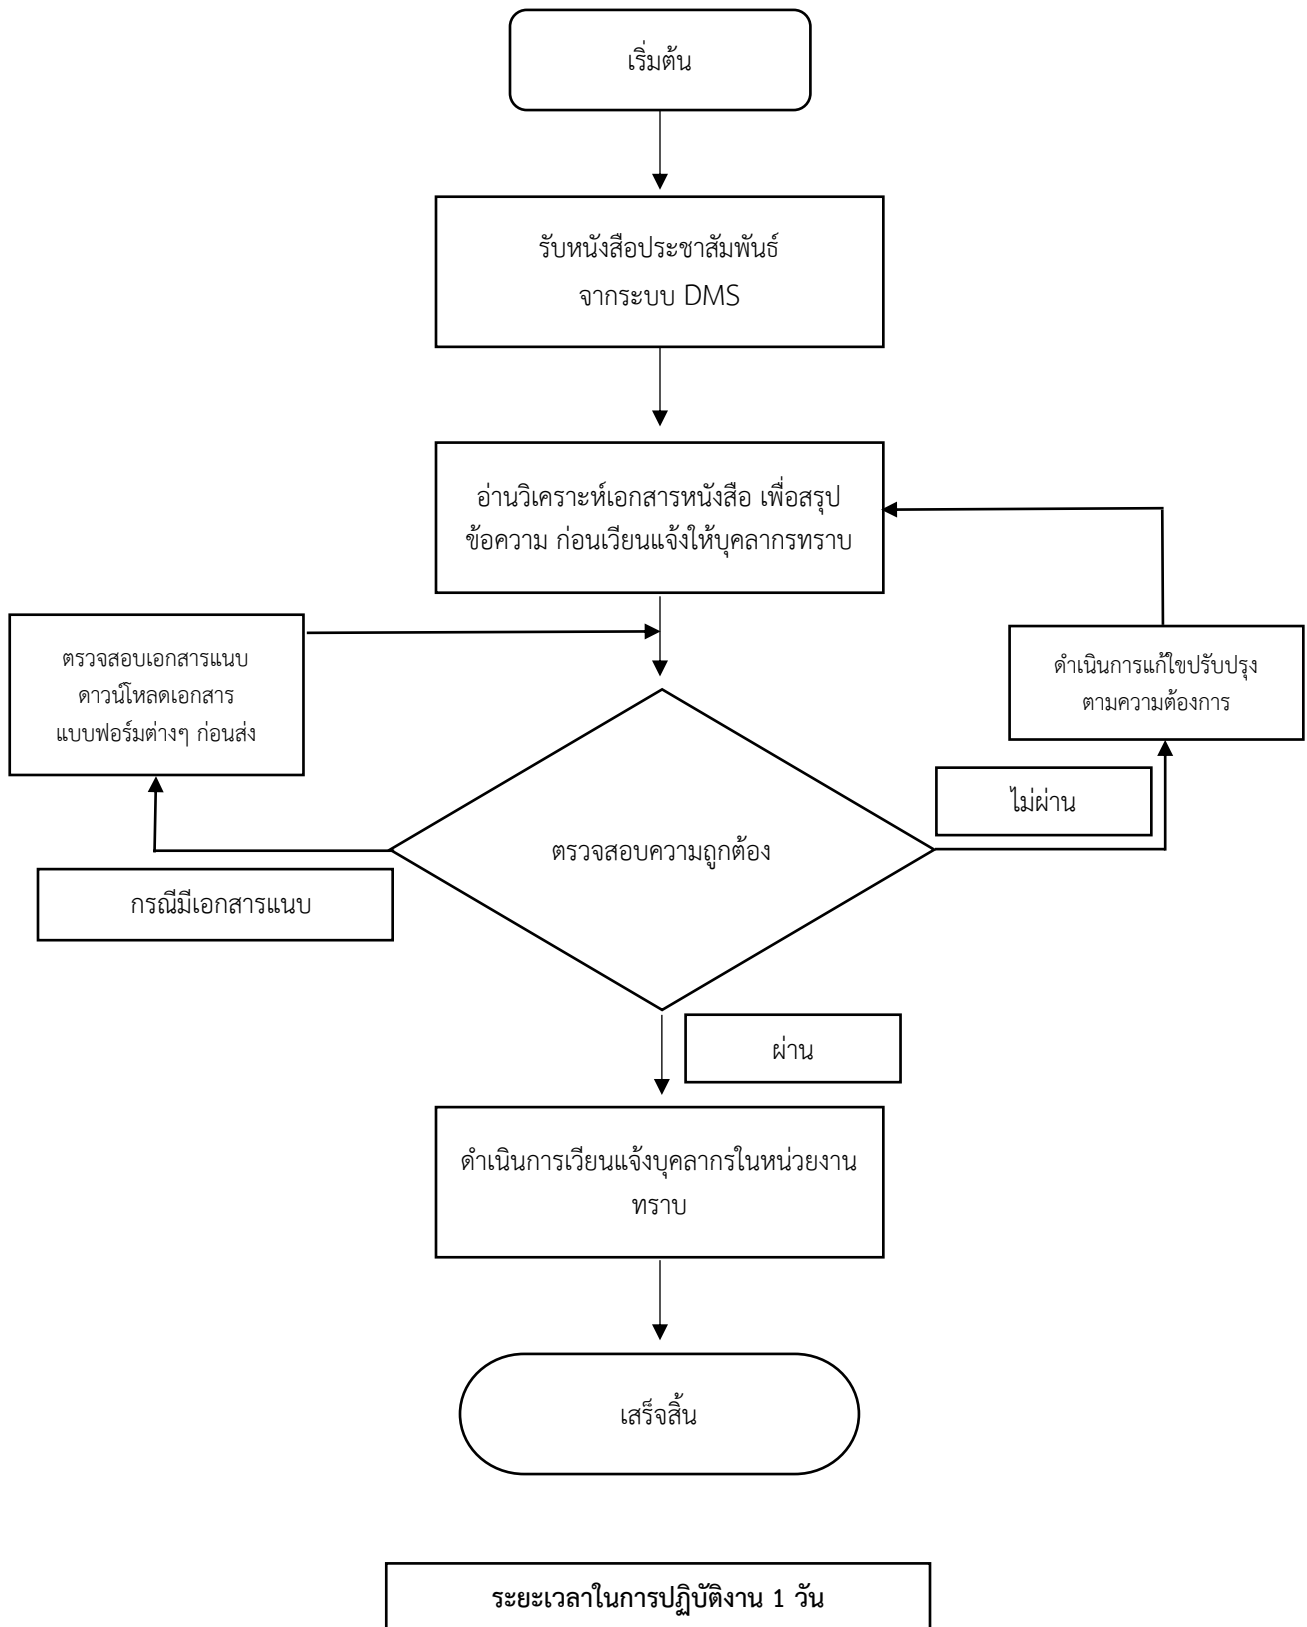 เริ่มต้น
รับหนังสือประชาสัมพันธ์
จากระบบ DMS
อ่านวิเคราะห์เอกสารหนังสือ เพื่อสรุป
ข้อความ ก่อนเวียนแจ้งให้บุคลากรทราบ
ตรวจสอบเอกสารแนบ
ดาวน์โหลดเอกสาร
แบบฟอร์มต่างๆ ก่อนส่ง
ดำเนินการแก้ใขปรับปรุง
ตามความต้องการ
ไม่ผ่าน
ตรวจสอบความถูกต้อง
กรณีมีเอกสารแนบ
ผ่าน
ดำเนินการเวียนแจ้งบุคลากรในหน่วยงาน
ทราบ
เสร็จสิ้น
ระยะเวลาในการปฏิบัติงาน 1 วัน